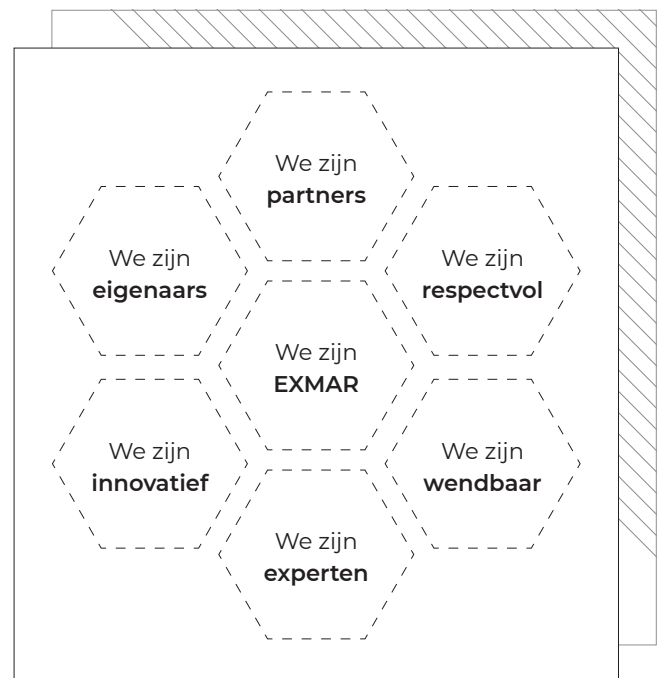 We zijn
partners
We zijn
eigenaars
We zijn
respectvol
We zijn
EXMAR
We zijn
innovatief
We zijn
wendbaar
We zijn
experten